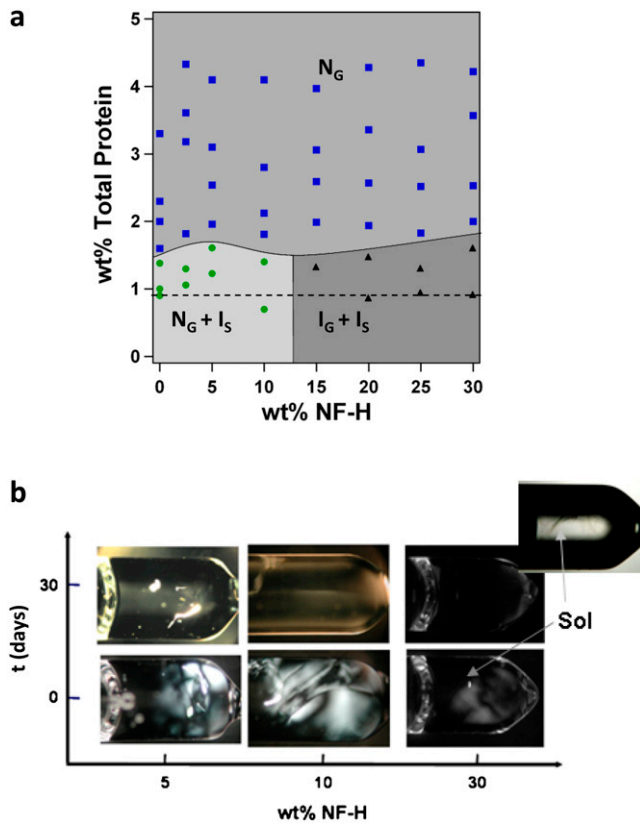 a
5
4
3
2
1
0
wt% Total Protein
N_G
N_G + I_S
I_G + I_S
0 5 10 15 20 25 30
wt% NF-H
b
30
0
t (days)
Sol
5 10 30
wt% NF-H